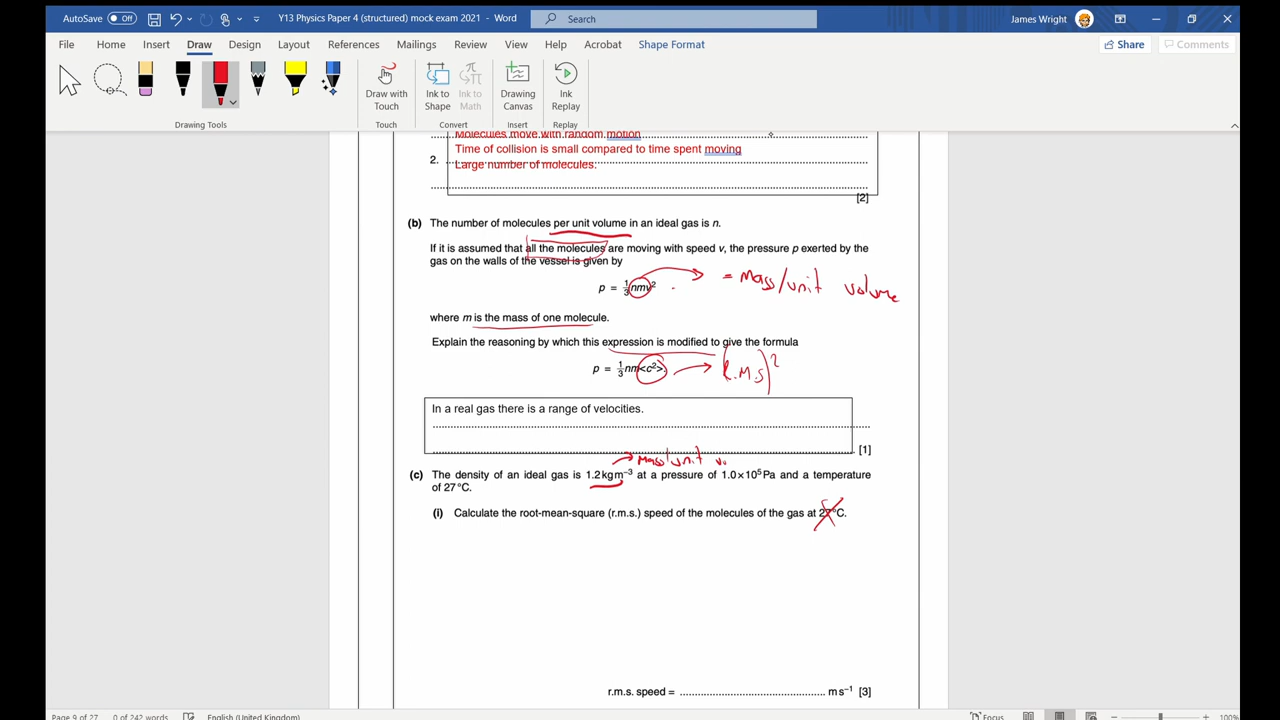 AutoSave Off Y13 Physics Paper 4 (structured) mock exam 2021 - Word Search James Wright
File Home Insert Draw Design Layout References Mailings Review View Help Acrobat Shape Format Share Comments
Draw with Touch Ink to Shape Ink to Math Drawing Canvas Ink Replay
Drawing Tools Touch Convert Insert Replay
Molecules move with random motion
Time of collision is small compared to time spent moving
2. Large number of molecules.
[2]
(b) The number of molecules per unit volume in an ideal gas is n.
If it is assumed that all the molecules are moving with speed v, the pressure p exerted by the
gas on the walls of the vessel is given by
p = 1/3 nmv² = Mass/unit volume
where m is the mass of one molecule.
Explain the reasoning by which this expression is modified to give the formula
p = 1/3 nm<c²>. (R.M.S)²
In a real gas there is a range of velocities.
[1]
Mass/unit vo
(c) The density of an ideal gas is 1.2 kg m⁻³ at a pressure of 1.0 × 10⁵ Pa and a temperature
of 27 °C.
(i) Calculate the root-mean-square (r.m.s.) speed of the molecules of the gas at 27 °C.
r.m.s. speed = ................................................ m s⁻¹ [3]
Page 9 of 27 0 of 242 words English (United Kingdom) Focus 100%